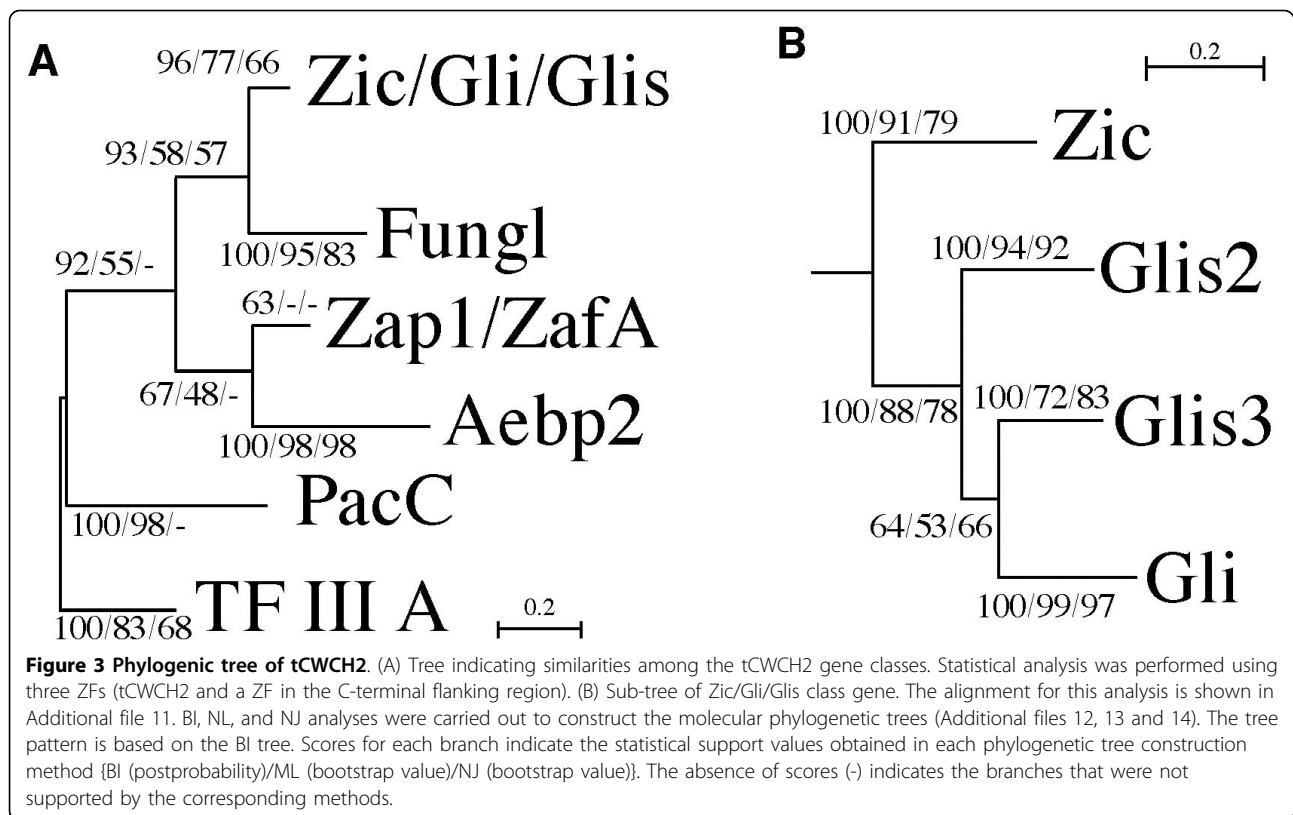 A
96/77/66
Zic/Gli/Glis
93/58/57
Fungl
100/95/83
92/55/-
63/-/-
Zap1/ZafA
67/48/-
Aebp2
100/98/98
PacC
100/98/-
TF III A
100/83/68
0.2
B
0.2
100/91/79
Zic
100/94/92
Glis2
100/88/78
100/72/83
Glis3
64/53/66
Gli
100/99/97
Figure 3 Phylogenic tree of tCWCH2. (A) Tree indicating similarities among the tCWCH2 gene classes. Statistical analysis was performed using
three ZFs (tCWCH2 and a ZF in the C-terminal flanking region). (B) Sub-tree of Zic/Gli/Glis class gene. The alignment for this analysis is shown in
Additional file 11. BI, NL, and NJ analyses were carried out to construct the molecular phylogenetic trees (Additional files 12, 13 and 14). The tree
pattern is based on the BI tree. Scores for each branch indicate the statistical support values obtained in each phylogenetic tree construction
method {BI (postprobability)/ML (bootstrap value)/NJ (bootstrap value)}. The absence of scores (-) indicates the branches that were not
supported by the corresponding methods.